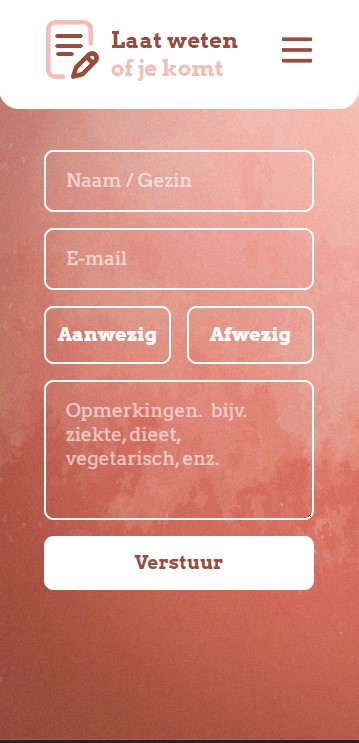 Laat weten
of je komt
Naam / Gezin
E-mail
Aanwezig
Afwezig
Opmerkingen. bijv.
ziekte, dieet,
vegetarisch, enz.
Verstuur